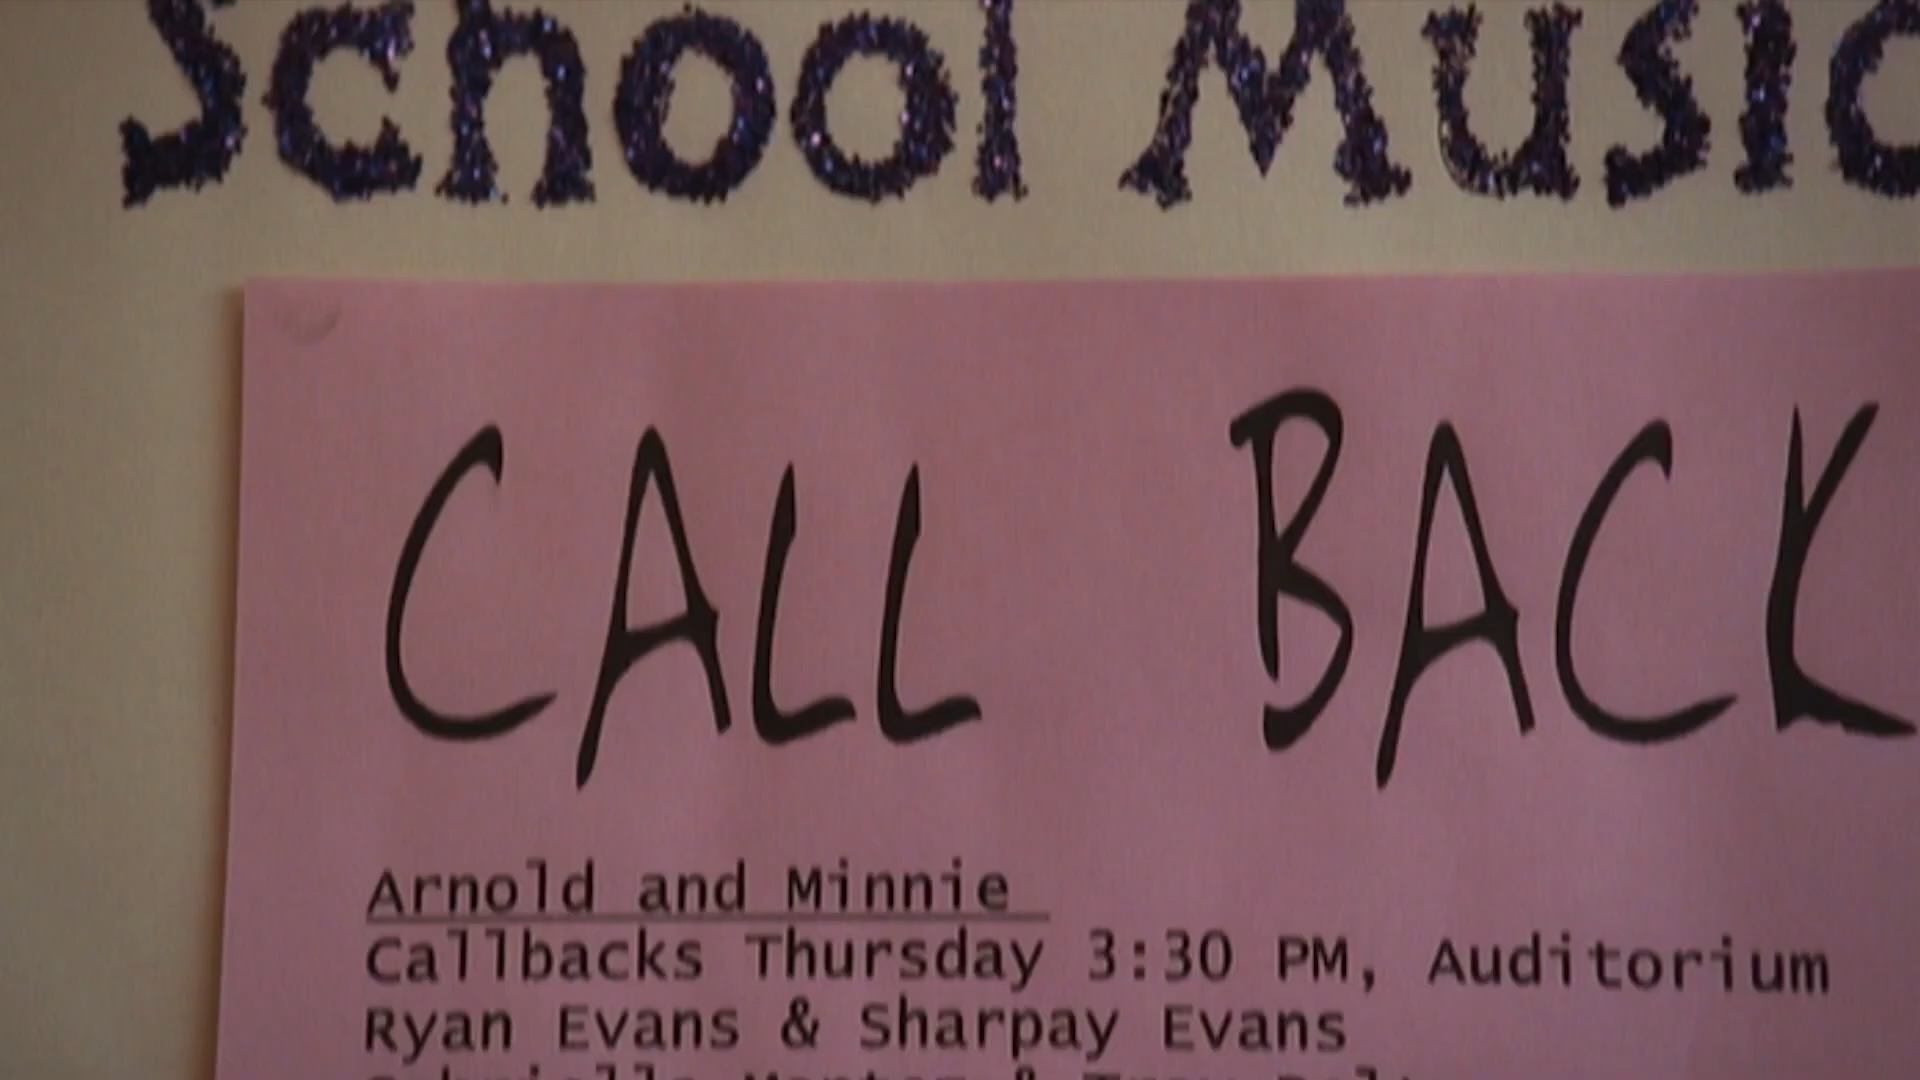 School Music
CALL BACK
Arnold and Minnie
Callbacks Thursday 3:30 PM, Auditorium
Ryan Evans & Sharpay Evans